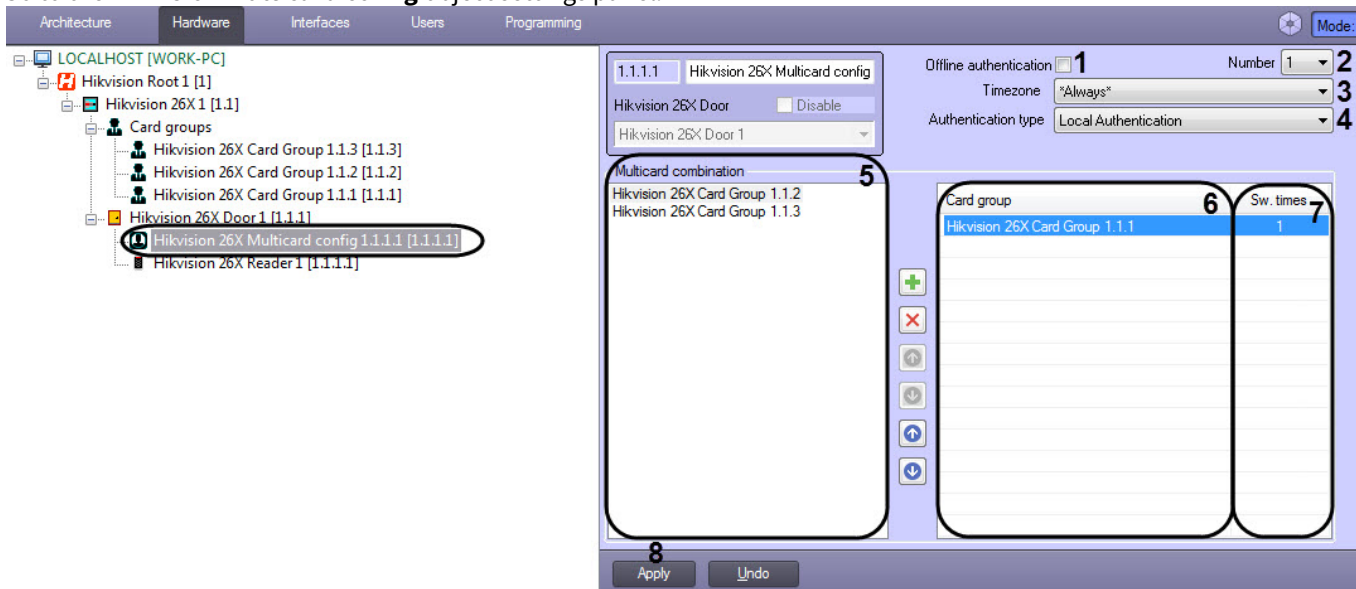 Architecture Hardware Interfaces Users Programming Mode:
LOCALHOST [WORK-PC]
Hikvision Root 1 [1]
Hikvision 26X 1 [1.1]
Card groups
Hikvision 26X Card Group 1.1.3 [1.1.3]
Hikvision 26X Card Group 1.1.2 [1.1.2]
Hikvision 26X Card Group 1.1.1 [1.1.1]
Hikvision 26X Door 1 [1.1.1]
Hikvision 26X Multicard config 1.1.1.1 [1.1.1.1]
Hikvision 26X Reader 1 [1.1.1.1]
1.1.1.1 Hikvision 26X Multicard config
Hikvision 26X Door Disable
Hikvision 26X Door 1
Offline authentication 1 Number 1 2
Timezone *Always* 3
Authentication type Local Authentication 4
Multicard combination 5
Hikvision 26X Card Group 1.1.2
Hikvision 26X Card Group 1.1.3
Card group 6 Sw. times 7
Hikvision 26X Card Group 1.1.1 1
8
Apply Undo